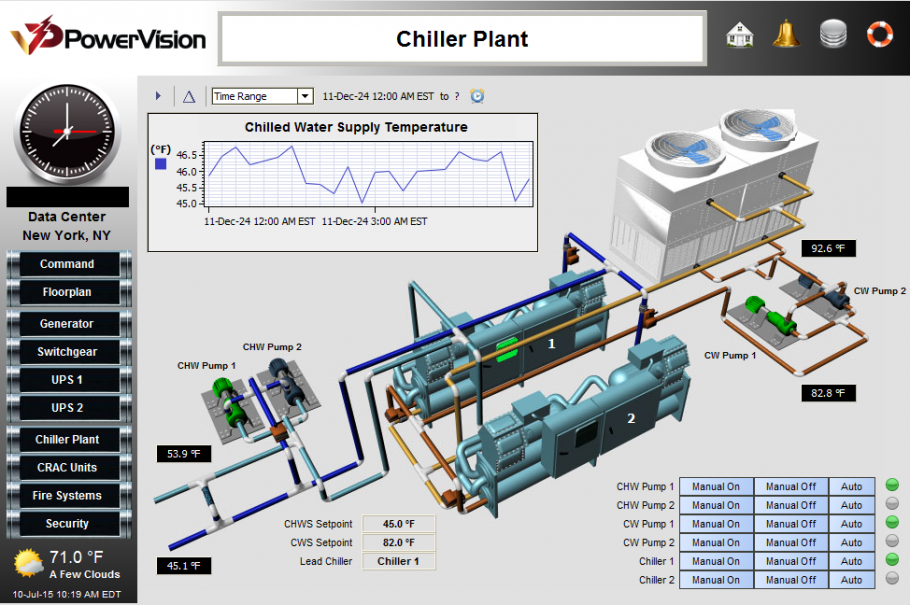 PowerVision
Chiller Plant
Time Range
11-Dec-24 12:00 AM EST to ?
Chilled Water Supply Temperature
(°F)
46.5
46.0
45.5
45.0
11-Dec-24 12:00 AM EST 11-Dec-24 3:00 AM EST
Data Center
New York, NY
Command
Floorplan
Generator
Switchgear
UPS 1
UPS 2
Chiller Plant
CRAC Units
Fire Systems
Security
71.0 °F
A Few Clouds
10-Jul-15 10:19 AM EDT
92.6 °F
CW Pump 2
CW Pump 1
82.8 °F
CHW Pump 2
CHW Pump 1
1
2
53.9 °F
45.1 °F
CHWS Setpoint 45.0 °F
CWS Setpoint 82.0 °F
Lead Chiller Chiller 1
CHW Pump 1 Manual On Manual Off Auto
CHW Pump 2 Manual On Manual Off Auto
CW Pump 1 Manual On Manual Off Auto
CW Pump 2 Manual On Manual Off Auto
Chiller 1 Manual On Manual Off Auto
Chiller 2 Manual On Manual Off Auto